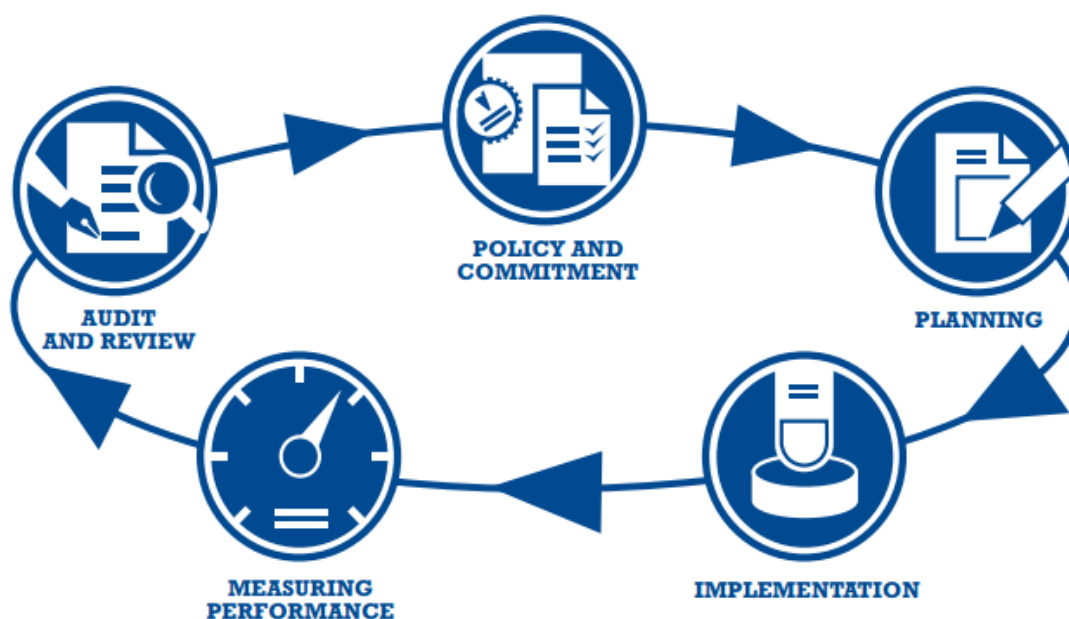 POLICY AND
COMMITMENT
PLANNING
IMPLEMENTATION
MEASURING
PERFORMANCE
AUDIT
AND REVIEW